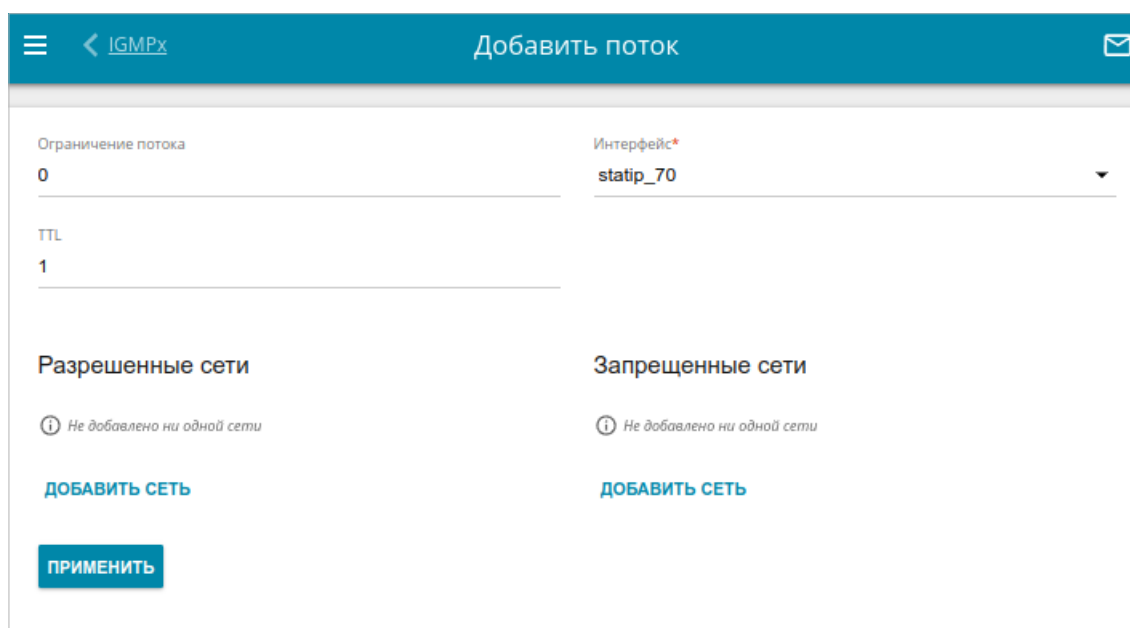 IGMPx
Добавить поток
Ограничение потока
0
Интерфейс*
statip_70
TTL
1
Разрешенные сети
Не добавлено ни одной сети
ДОБАВИТЬ СЕТЬ
Запрещенные сети
Не добавлено ни одной сети
ДОБАВИТЬ СЕТЬ
ПРИМЕНИТЬ